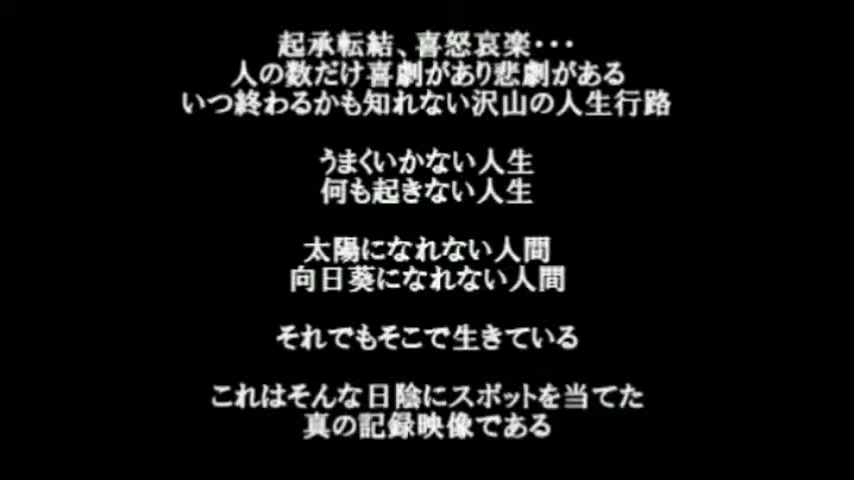 起承転結、喜怒哀楽・・・
人の数だけ喜劇があり悲劇がある
いつ終わるかも知れない沢山の人生行路
うまくいかない人生
何も起きない人生
太陽になれない人間
向日葵になれない人間
それでもそこで生きている
これはそんな日陰にスポットを当てた
真の記録映像である